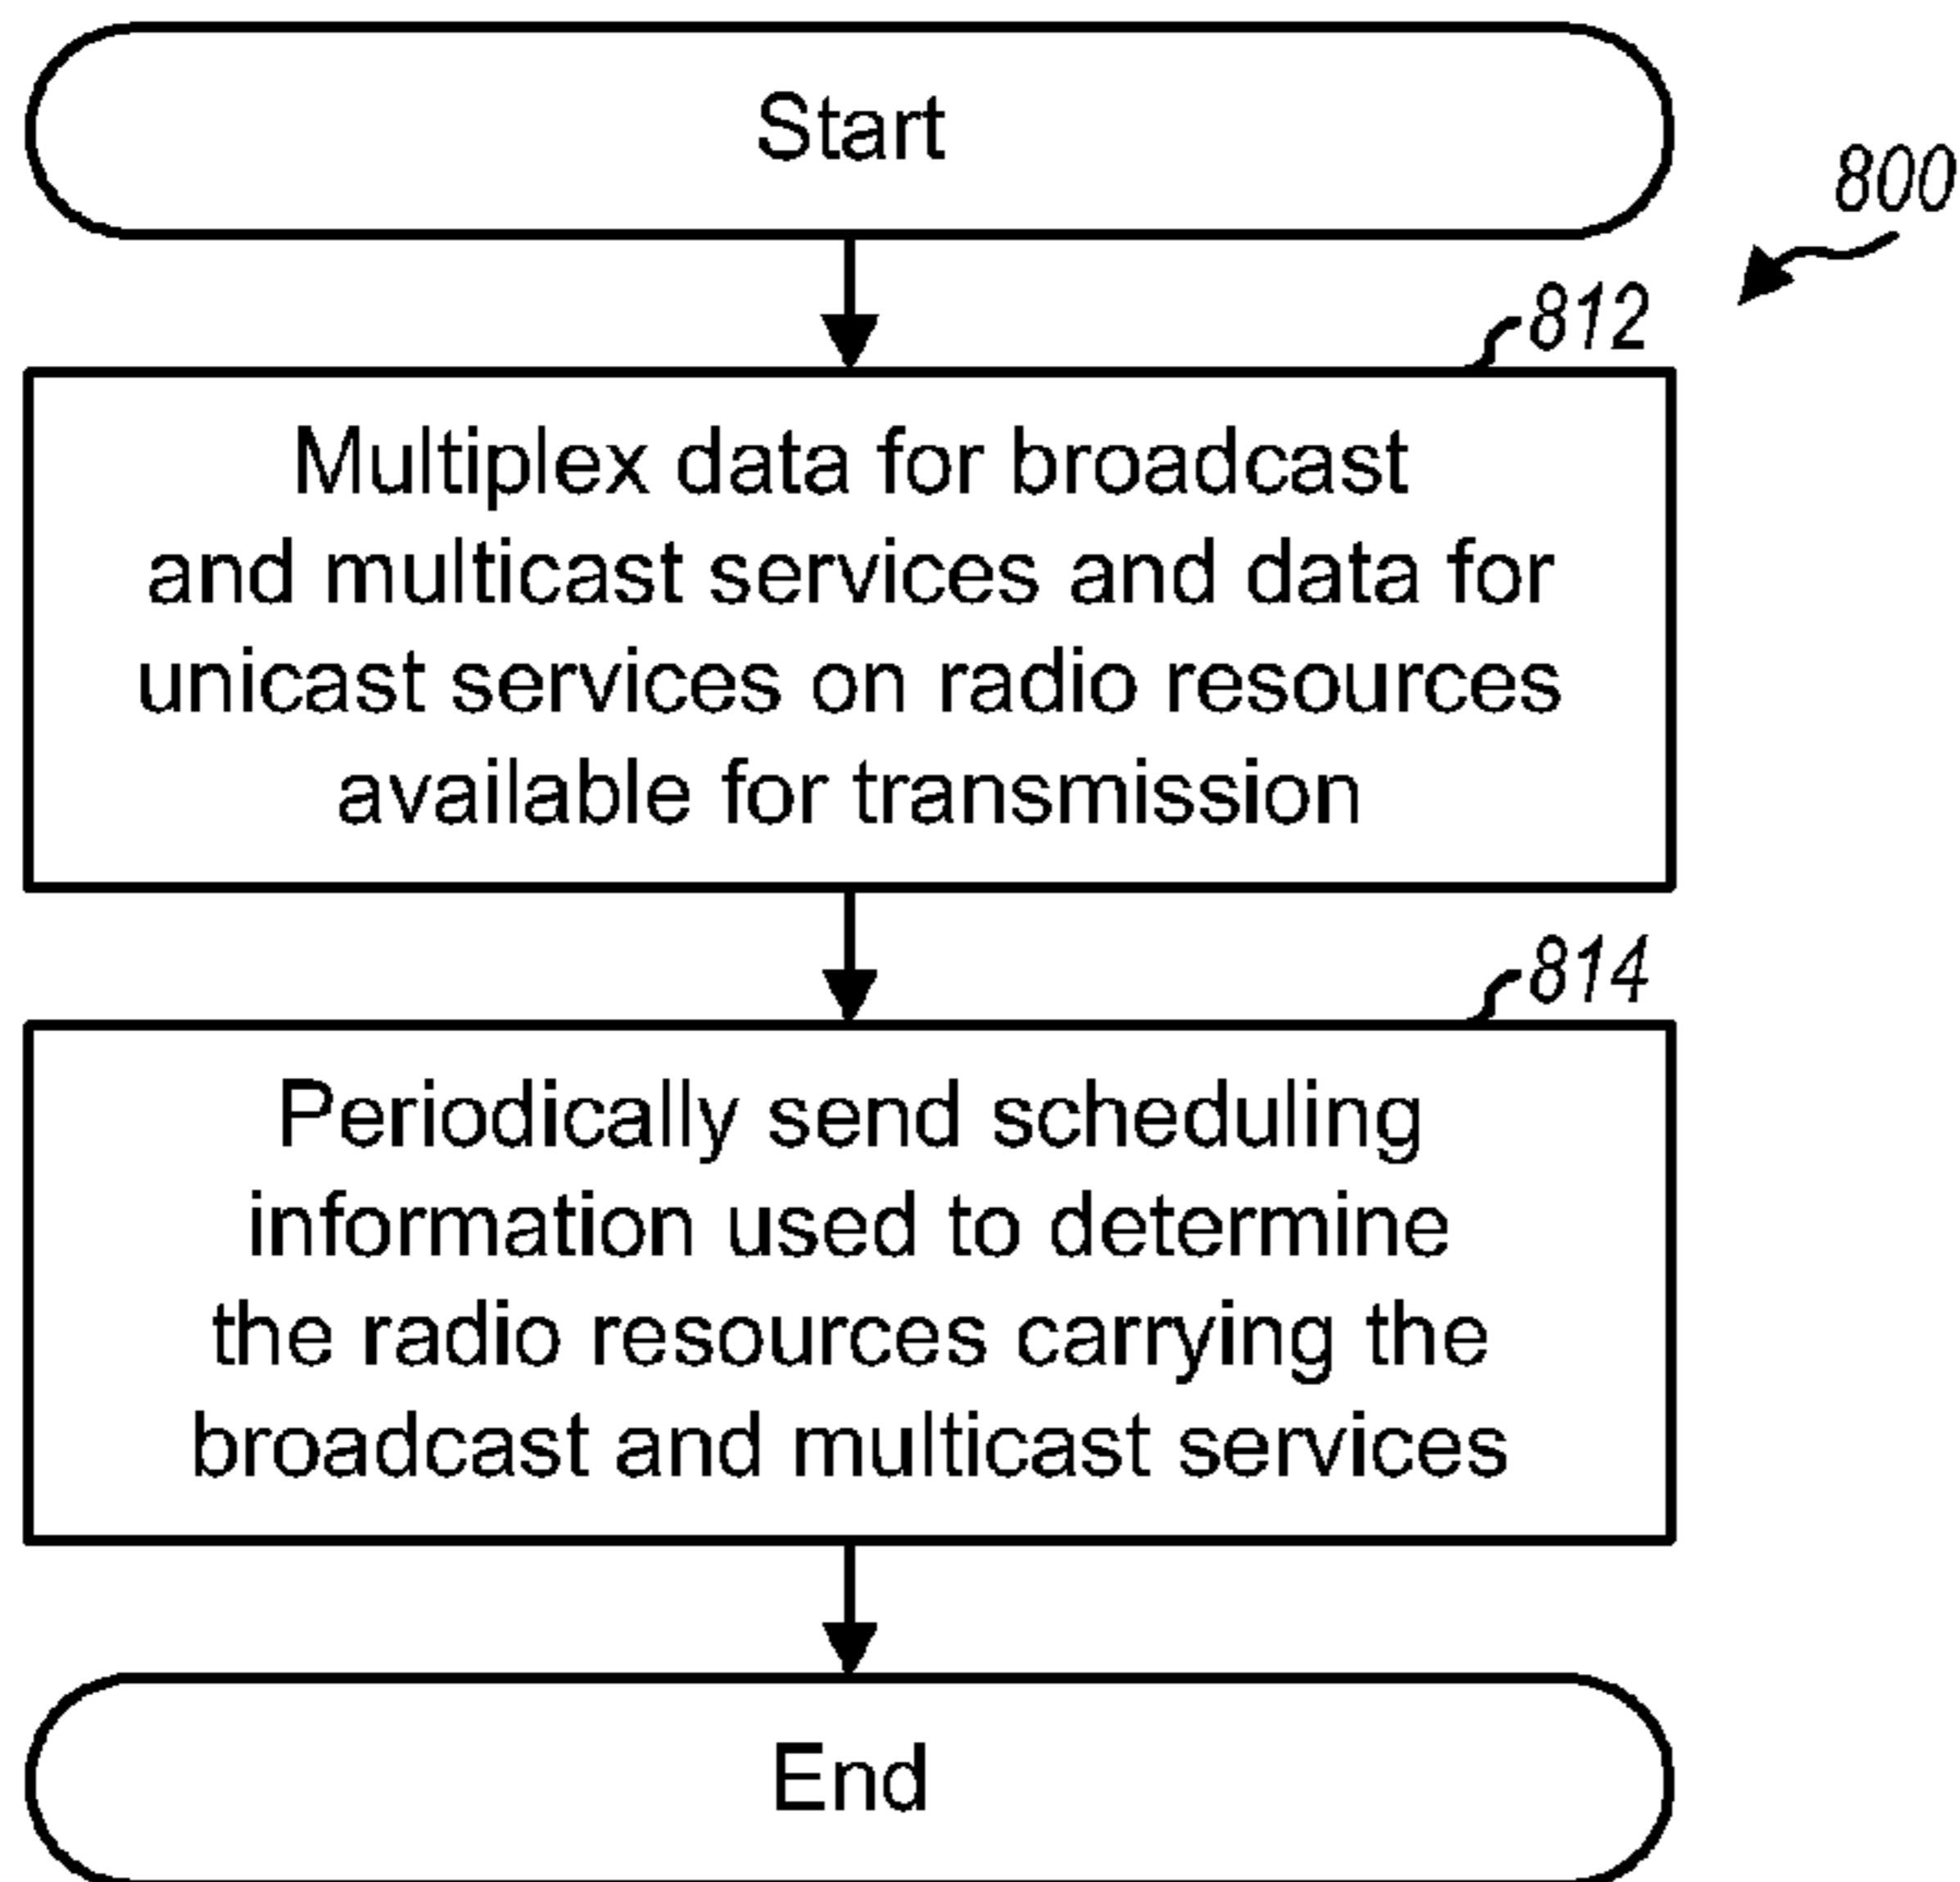 Start
800
812
Multiplex data for broadcast
and multicast services and data for
unicast services on radio resources
available for transmission
814
Periodically send scheduling
information used to determine
the radio resources carrying the
broadcast and multicast services
End